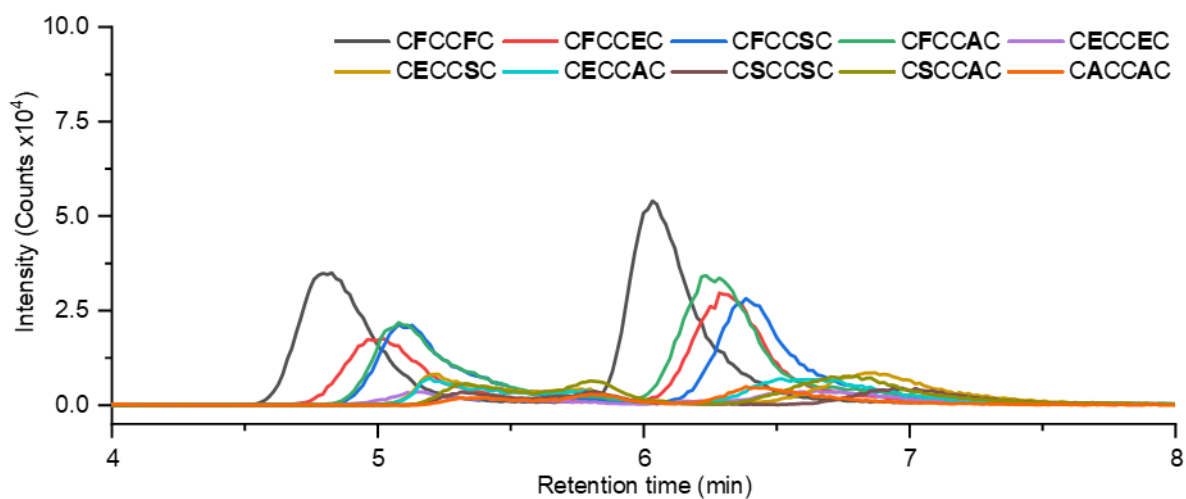 10.0
CFCCFC CFCCEC CFCCSC CFCCAC CECCEC
CECCSC CECCAC CSCCSC CSCCAC CACCAC
7.5
5.0
2.5
0.0
Intensity (Counts x10⁴)
4 5 6 7 8
Retention time (min)